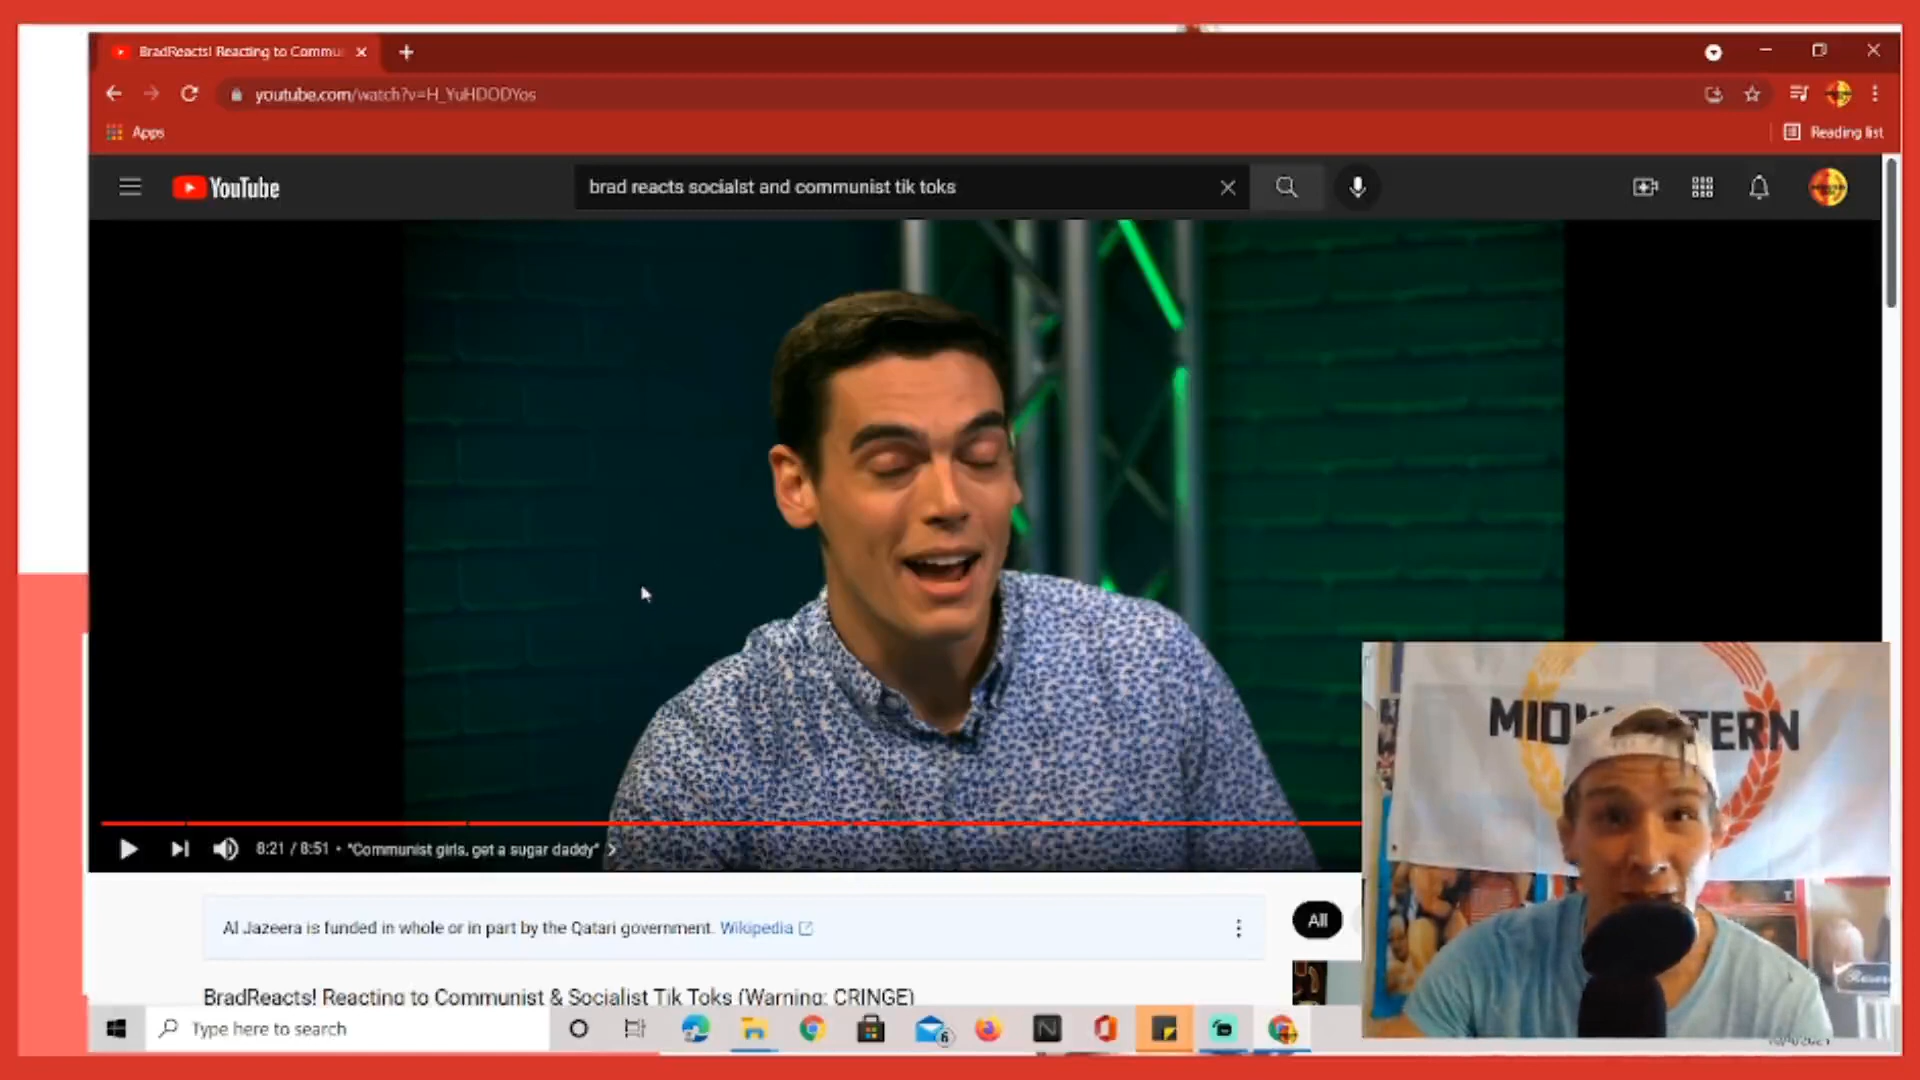 BradReacts! Reacting to Commu
youtube.com/watch?v=H_YuHDODYos
Apps
Reading list
YouTube
brad reacts socialst and communist tik toks
MIDW TERN
8:21 / 8:51 • "Communist girls, get a sugar daddy"
Al Jazeera is funded in whole or in part by the Qatari government. Wikipedia
All
BradReacts! Reacting to Communist & Socialist Tik Toks (Warning: CRINGE)
Type here to search
6